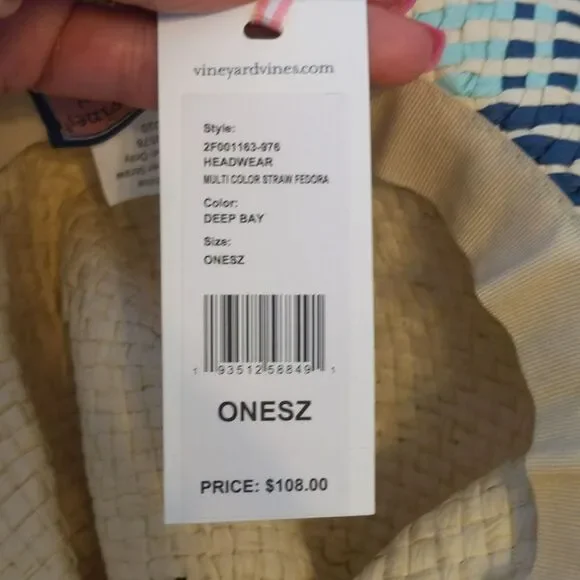 vineyardvines.com
Style:
2F001163-976
HEADWEAR
MULTI COLOR STRAW FEDORA
Color:
DEEP BAY
Size:
ONESZ
1 93512 58849 1
ONESZ
PRICE: $108.00